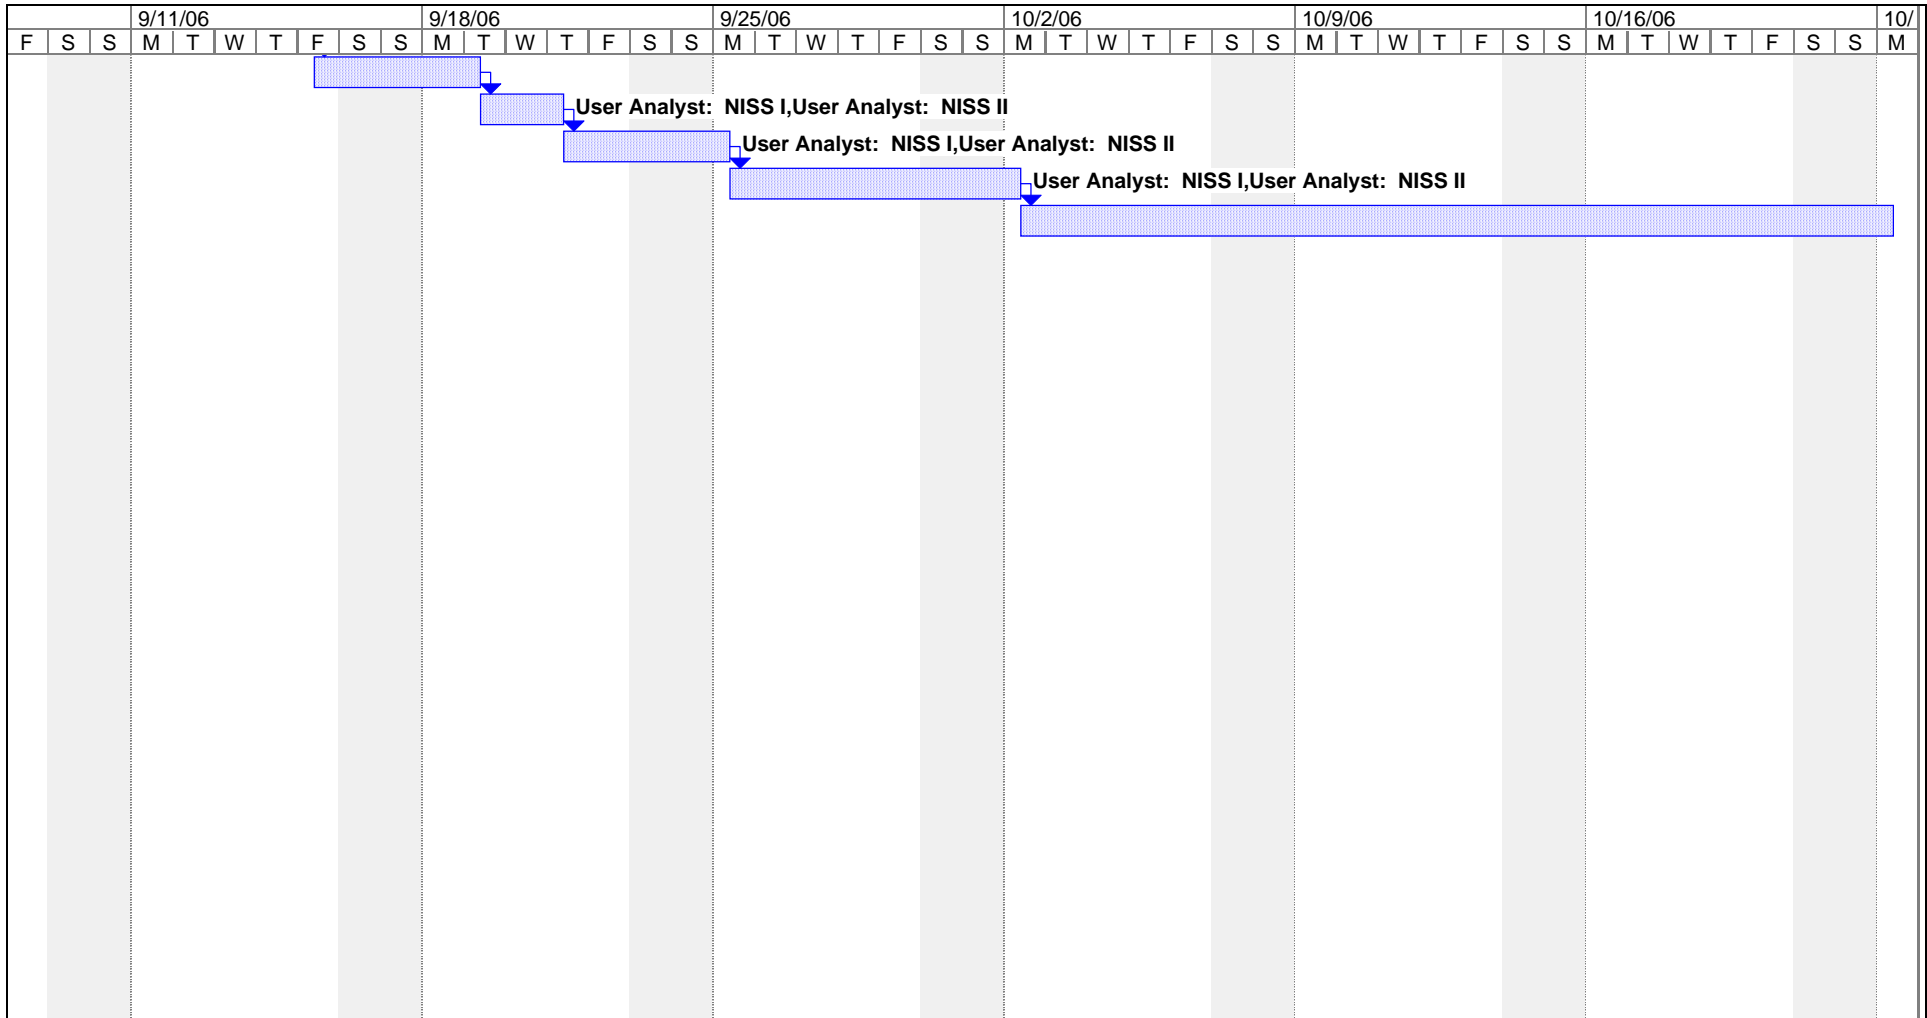 9/11/06 9/18/06 9/25/06 10/2/06 10/9/06 10/16/06 10/
F S S M T W T F S S M T W T F S S M T W T F S S M T W T F S S M T W T F S S M T W T F S S M
User Analyst:  NISS I,User Analyst:  NISS II
User Analyst:  NISS I,User Analyst:  NISS II
User Analyst:  NISS I,User Analyst:  NISS II